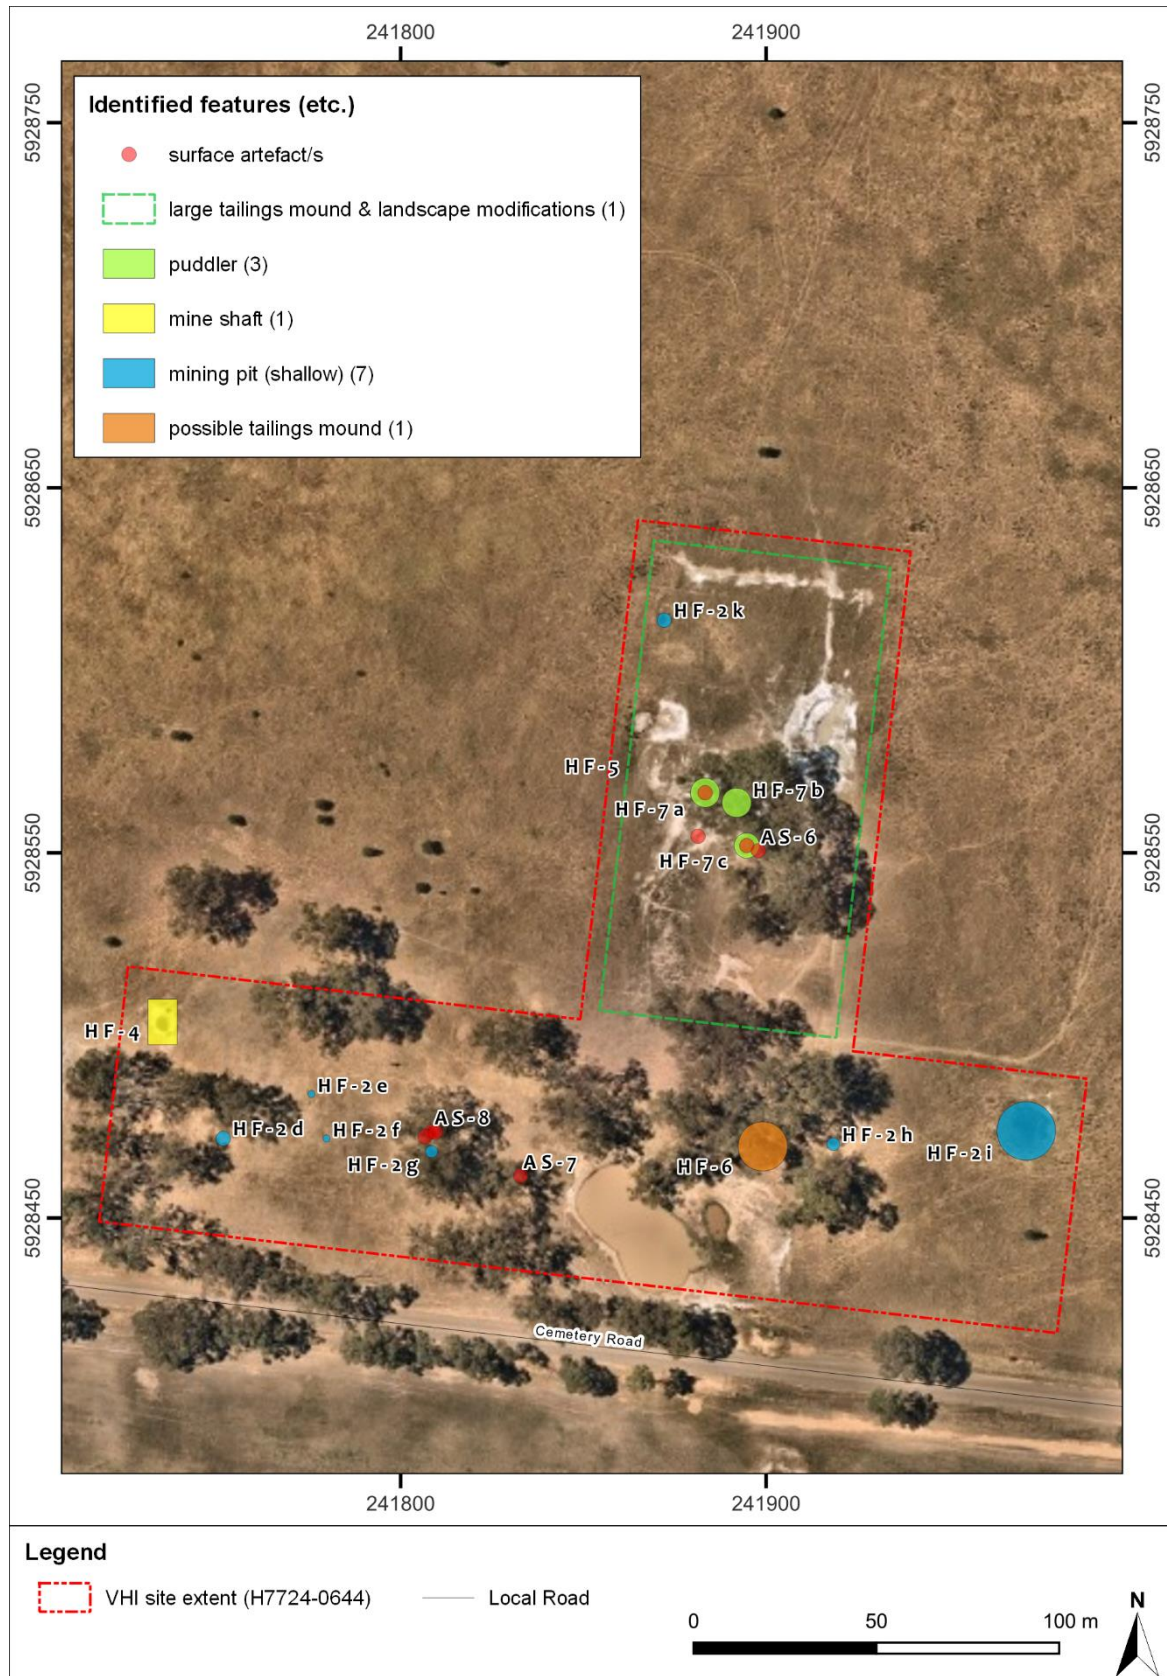 241800
241900
Identified features (etc.)
surface artefact/s
large tailings mound & landscape modifications (1)
puddler (3)
mine shaft (1)
mining pit (shallow) (7)
possible tailings mound (1)
5928750
5928750
5928650
5928650
HF-2k
HF-5
HF-7b
HF-7a
AS-6
HF-7c
5928550
5928550
HF-4
HF-2e
HF-2d
HF-2f
AS-8
HF-2g
AS-7
HF-6
HF-2h
HF-2i
5928450
5928450
Cemetery Road
241800
241900
Legend
VHI site extent (H7724-0644)
Local Road
0
50
100 m
N